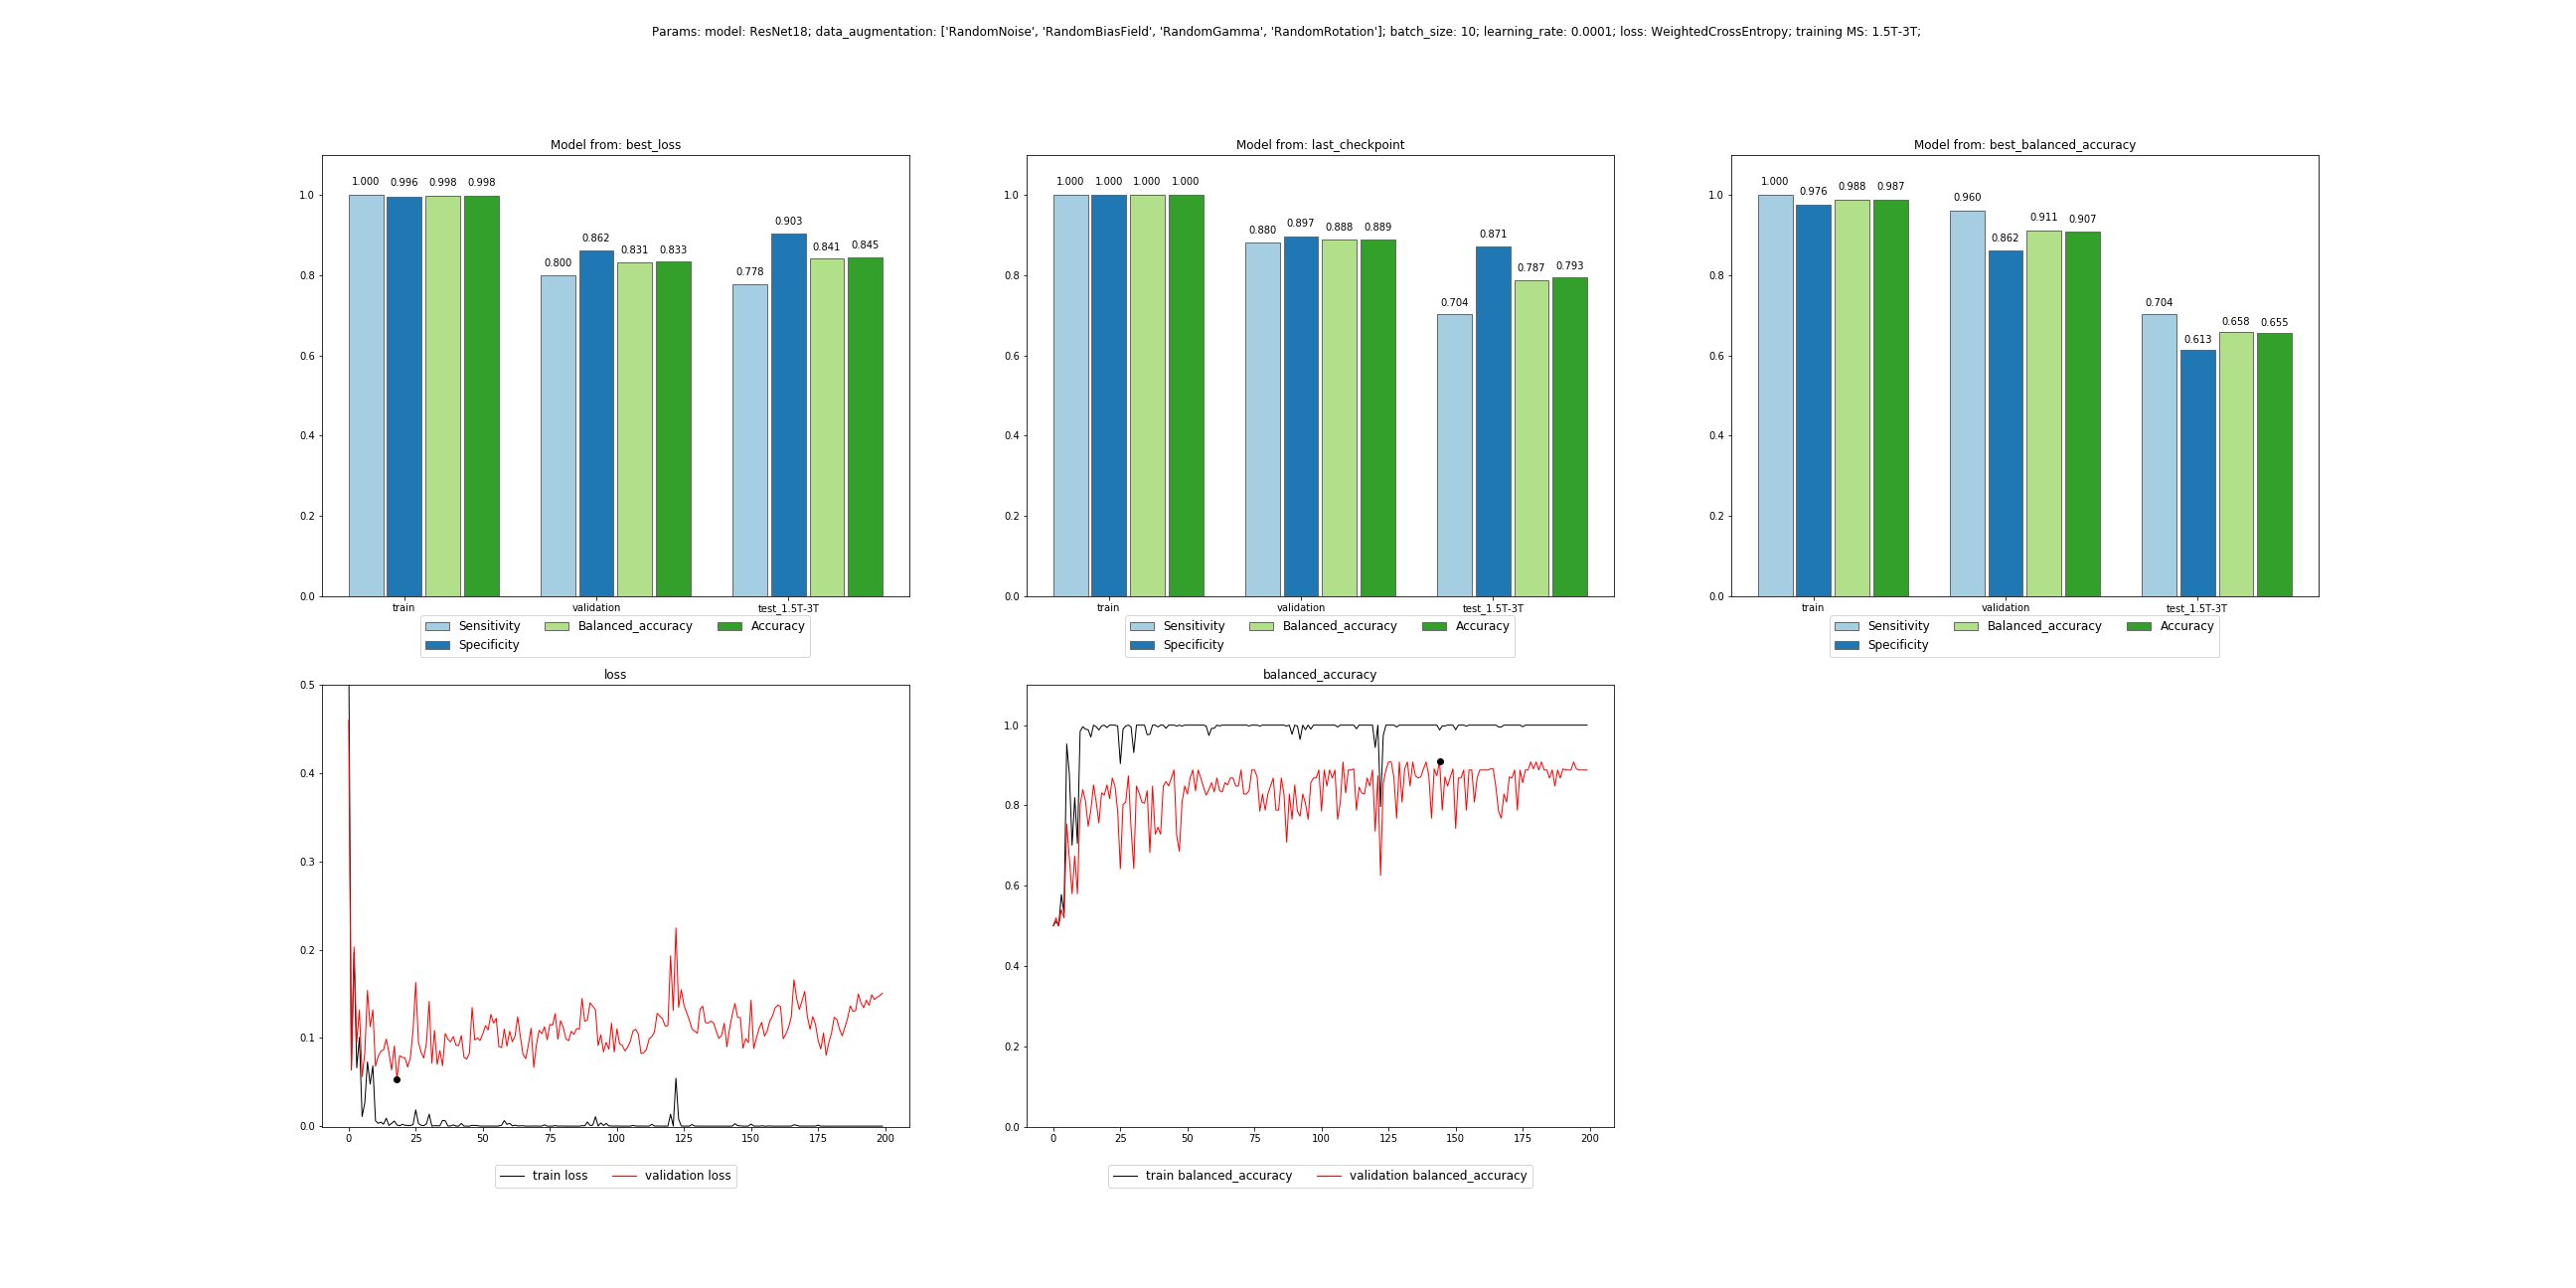 Params: model: ResNet18; data_augmentation: ['RandomNoise', 'RandomBiasField', 'RandomGamma', 'RandomRotation']; batch_size: 10; learning_rate: 0.0001; loss: WeightedCrossEntropy; training MS: 1.5T-3T;
Model from: best_loss
1.0
0.8
0.6
0.4
0.2
0.0
1.000 0.996 0.998 0.998
0.800 0.862 0.831 0.833
0.778 0.903 0.841 0.845
train validation test_1.5T-3T
Sensitivity Balanced_accuracy Accuracy
Specificity
Model from: last_checkpoint
1.0
0.8
0.6
0.4
0.2
0.0
1.000 1.000 1.000 1.000
0.880 0.897 0.888 0.889
0.704 0.871 0.787 0.793
train validation test_1.5T-3T
Sensitivity Balanced_accuracy Accuracy
Specificity
Model from: best_balanced_accuracy
1.0
0.8
0.6
0.4
0.2
0.0
1.000 0.976 0.988 0.987
0.960 0.862 0.911 0.907
0.704 0.613 0.658 0.655
train validation test_1.5T-3T
Sensitivity Balanced_accuracy Accuracy
Specificity
loss
0.5
0.4
0.3
0.2
0.1
0.0
0 25 50 75 100 125 150 175 200
train loss validation loss
balanced_accuracy
1.0
0.8
0.6
0.4
0.2
0.0
0 25 50 75 100 125 150 175 200
train balanced_accuracy validation balanced_accuracy